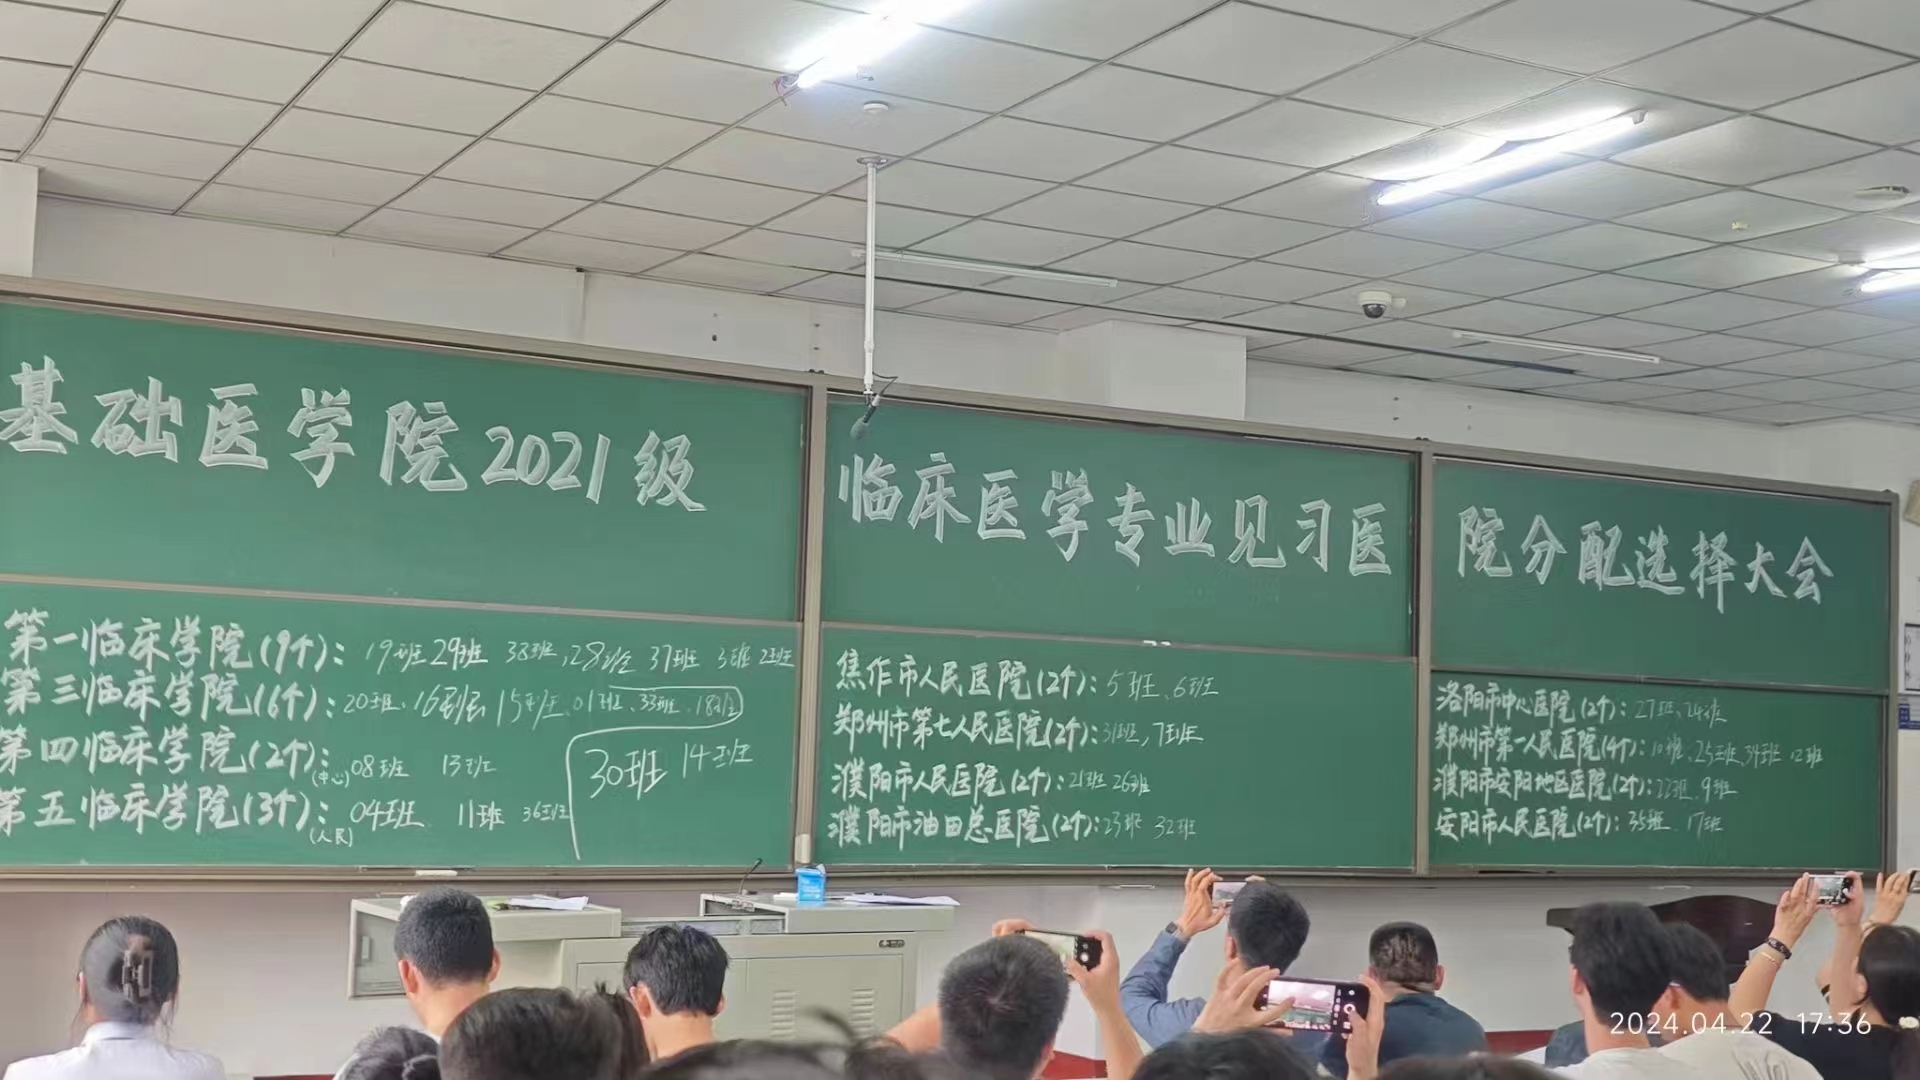 基础医学院2021级临床医学专业见习医院分配选择大会
第一临床学院(9个): 19班 29班 38班 28班 37班 3班 2班
30班 14班
第三临床学院(6个): 20班、16班 15班、01班、33班、18班
第四临床学院(2个): (中心) 08班 13班
第五临床学院(3个): (人民) 04班 11班 36班
焦作市人民医院(2个): 5班、6班
郑州市第七人民医院(2个): 31班, 7班
濮阳市人民医院(2个): 21班 26班
濮阳市油田总医院(2个): 23班 32班
洛阳市中心医院(2个): 27班、24班
郑州市第一人民医院(4个): 10班、25班、34班 12班
濮阳市安阳地区医院(2个): 22班、9班
安阳市人民医院(2个): 35班、17班
2024.04.22 17:36